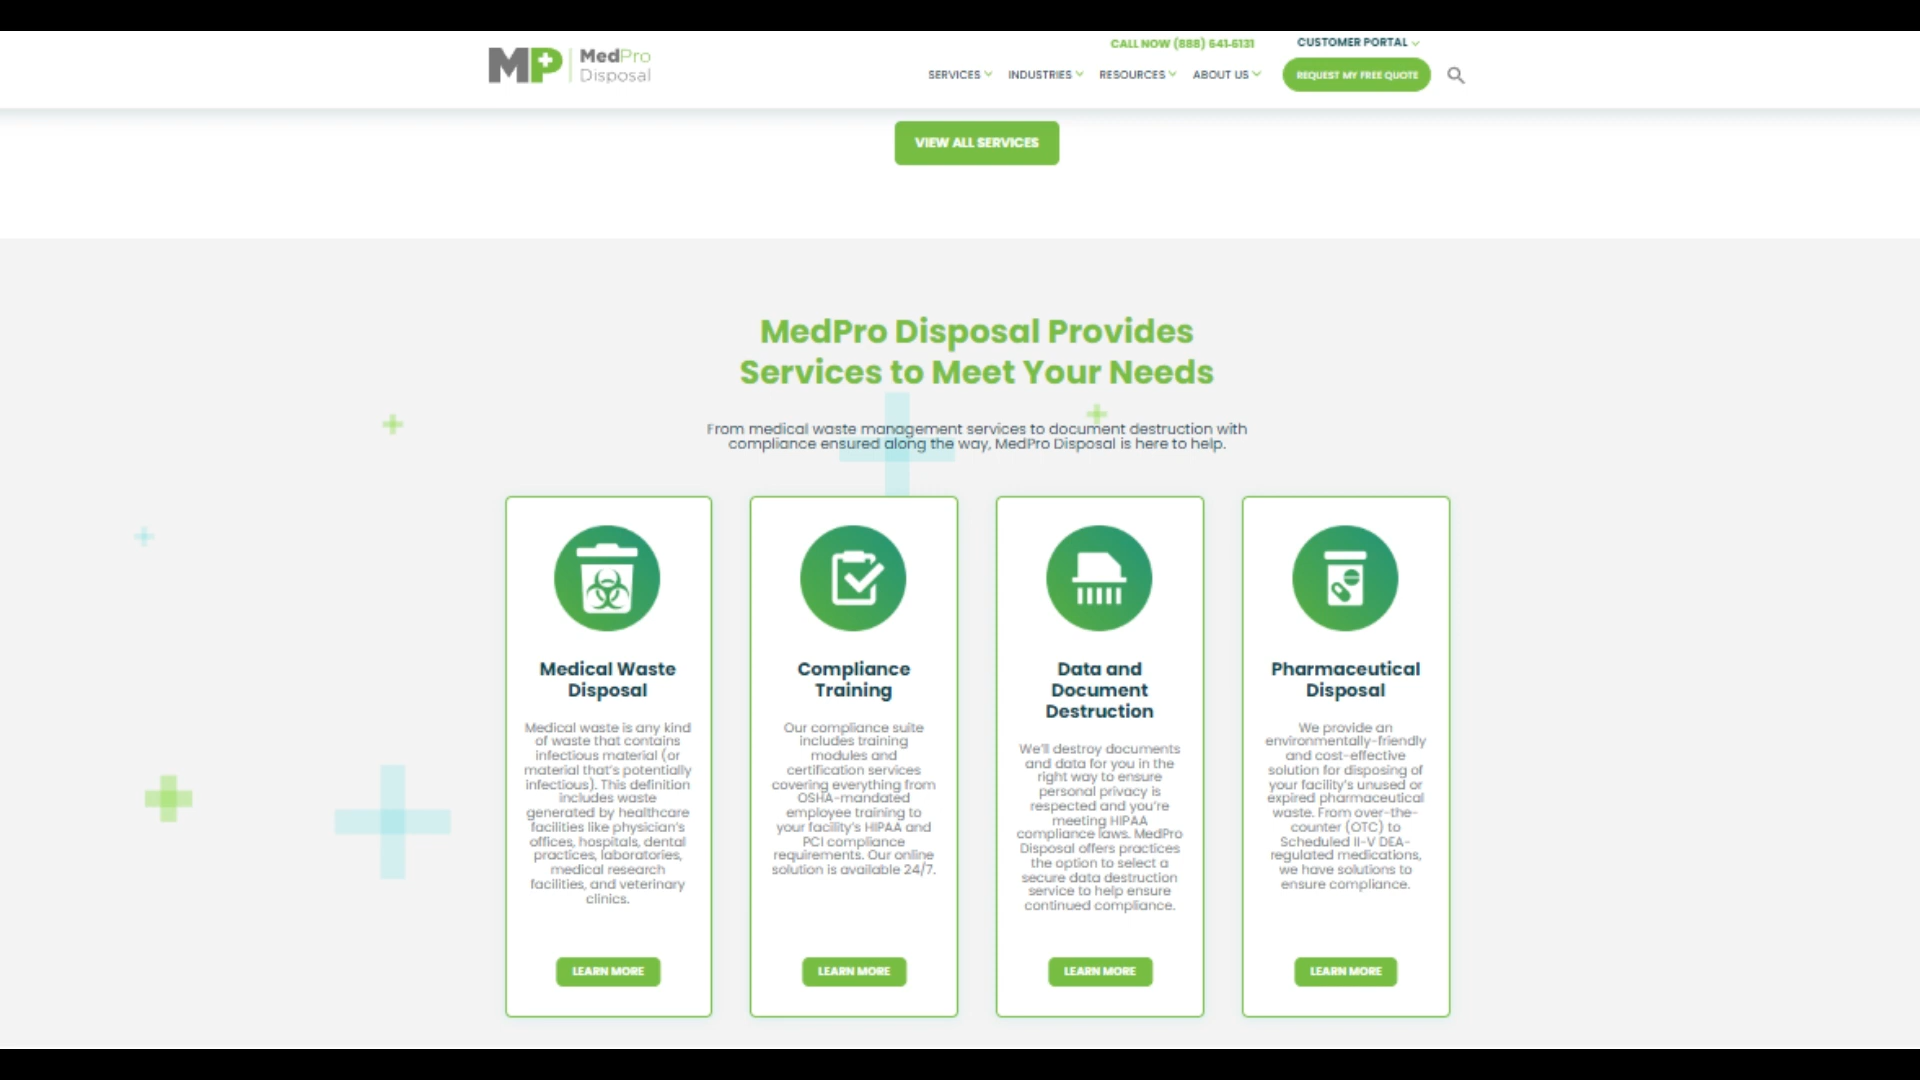 CALL NOW (888) 641-6131
CUSTOMER PORTAL
MP MedPro
Disposal
SERVICES INDUSTRIES RESOURCES ABOUT US REQUEST MY FREE QUOTE
VIEW ALL SERVICES
MedPro Disposal Provides
Services to Meet Your Needs
From medical waste management services to document destruction with
compliance ensured along the way, MedPro Disposal is here to help.
Medical Waste
Disposal
Medical waste is any kind
of waste that contains
infectious material (or
material that's potentially
infectious). This definition
includes waste
generated by healthcare
facilities like physician's
offices, hospitals, dental
practices, laboratories,
medical research
facilities, and veterinary
clinics.
LEARN MORE
Compliance
Training
Our compliance suite
includes training
modules and
certification services
covering everything from
OSHA-mandated
employee training to
your facility's HIPAA and
PCI compliance
requirements. Our online
solution is available 24/7.
LEARN MORE
Data and
Document
Destruction
We'll destroy documents
and data for you in the
right way to ensure
personal privacy is
respected and you're
meeting HIPAA
compliance laws. MedPro
Disposal offers practices
the option to select a
secure data destruction
service to help ensure
continued compliance.
LEARN MORE
Pharmaceutical
Disposal
We provide an
environmentally-friendly
and cost-effective
solution for disposing of
your facility's unused or
expired pharmaceutical
waste. From over-the-
counter (OTC) to
Scheduled II-V DEA-
regulated medications,
we have solutions to
ensure compliance.
LEARN MORE